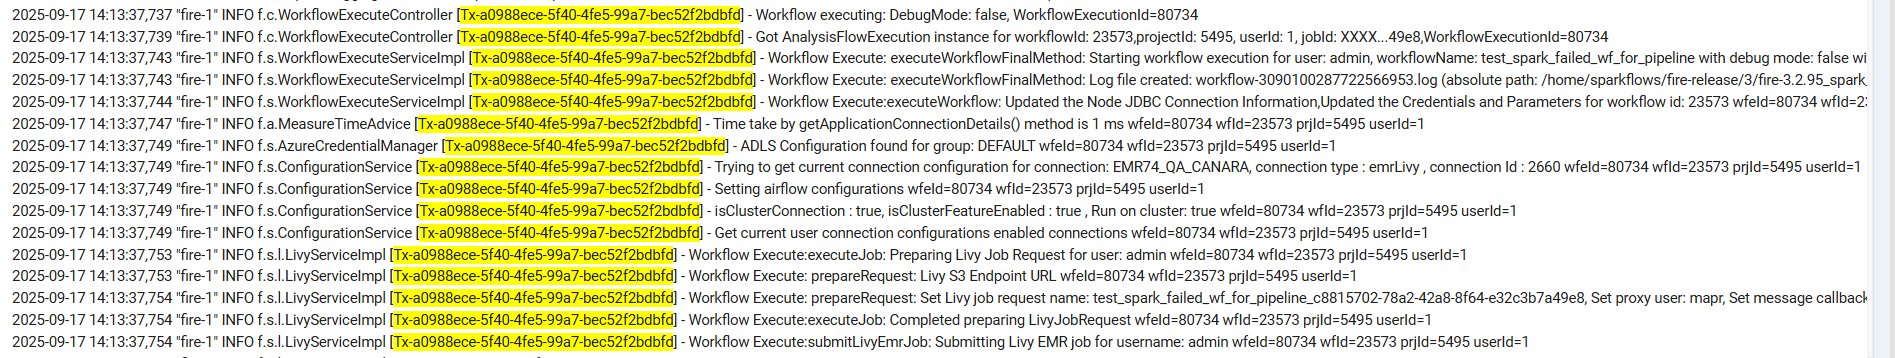 2025-09-17 14:13:37,737 "fire-1" INFO f.c.WorkflowExecuteController [Tx-a0988ece-5f40-4fe5-99a7-bec52f2bdbfd] - Workflow executing: DebugMode: false, WorkflowExecutionId=80734
2025-09-17 14:13:37,739 "fire-1" INFO f.c.WorkflowExecuteController [Tx-a0988ece-5f40-4fe5-99a7-bec52f2bdbfd] - Got AnalysisFlowExecution instance for workflowId: 23573,projectId: 5495, userId: 1, jobId: XXXX...49e8,WorkflowExecutionId=80734
2025-09-17 14:13:37,743 "fire-1" INFO f.s.WorkflowExecuteServiceImpl [Tx-a0988ece-5f40-4fe5-99a7-bec52f2bdbfd] - Workflow Execute: executeWorkflowFinalMethod: Starting workflow execution for user: admin, workflowName: test_spark_failed_wf_for_pipeline with debug mode: false wi
2025-09-17 14:13:37,743 "fire-1" INFO f.s.WorkflowExecuteServiceImpl [Tx-a0988ece-5f40-4fe5-99a7-bec52f2bdbfd] - Workflow Execute: executeWorkflowFinalMethod: Log file created: workflow-3090100287722566953.log (absolute path: /home/sparkflows/fire-release/3/fire-3.2.95_spark_
2025-09-17 14:13:37,744 "fire-1" INFO f.s.WorkflowExecuteServiceImpl [Tx-a0988ece-5f40-4fe5-99a7-bec52f2bdbfd] - Workflow Execute:executeWorkflow: Updated the Node JDBC Connection Information,Updated the Credentials and Parameters for workflow id: 23573 wfeId=80734 wfId=23
2025-09-17 14:13:37,747 "fire-1" INFO f.a.MeasureTimeAdvice [Tx-a0988ece-5f40-4fe5-99a7-bec52f2bdbfd] - Time take by getApplicationConnectionDetails() method is 1 ms wfeId=80734 wfId=23573 prjId=5495 userId=1
2025-09-17 14:13:37,749 "fire-1" INFO f.s.AzureCredentialManager [Tx-a0988ece-5f40-4fe5-99a7-bec52f2bdbfd] - ADLS Configuration found for group: DEFAULT wfeId=80734 wfId=23573 prjId=5495 userId=1
2025-09-17 14:13:37,749 "fire-1" INFO f.s.ConfigurationService [Tx-a0988ece-5f40-4fe5-99a7-bec52f2bdbfd] - Trying to get current connection configuration for connection: EMR74_QA_CANARA, connection type : emrLivy , connection Id : 2660 wfeId=80734 wfId=23573 prjId=5495 userId=1
2025-09-17 14:13:37,749 "fire-1" INFO f.s.ConfigurationService [Tx-a0988ece-5f40-4fe5-99a7-bec52f2bdbfd] - Setting airflow configurations wfeId=80734 wfId=23573 prjId=5495 userId=1
2025-09-17 14:13:37,749 "fire-1" INFO f.s.ConfigurationService [Tx-a0988ece-5f40-4fe5-99a7-bec52f2bdbfd] - isClusterConnection : true, isClusterFeatureEnabled : true , Run on cluster: true wfeId=80734 wfId=23573 prjId=5495 userId=1
2025-09-17 14:13:37,749 "fire-1" INFO f.s.ConfigurationService [Tx-a0988ece-5f40-4fe5-99a7-bec52f2bdbfd] - Get current user connection configurations enabled connections wfeId=80734 wfId=23573 prjId=5495 userId=1
2025-09-17 14:13:37,753 "fire-1" INFO f.s.l.LivyServiceImpl [Tx-a0988ece-5f40-4fe5-99a7-bec52f2bdbfd] - Workflow Execute:executeJob: Preparing Livy Job Request for user: admin wfeId=80734 wfId=23573 prjId=5495 userId=1
2025-09-17 14:13:37,753 "fire-1" INFO f.s.l.LivyServiceImpl [Tx-a0988ece-5f40-4fe5-99a7-bec52f2bdbfd] - Workflow Execute: prepareRequest: Livy S3 Endpoint URL wfeId=80734 wfId=23573 prjId=5495 userId=1
2025-09-17 14:13:37,754 "fire-1" INFO f.s.l.LivyServiceImpl [Tx-a0988ece-5f40-4fe5-99a7-bec52f2bdbfd] - Workflow Execute: prepareRequest: Set Livy job request name: test_spark_failed_wf_for_pipeline_c8815702-78a2-42a8-8f64-e32c3b7a49e8, Set proxy user: mapr, Set message callback
2025-09-17 14:13:37,754 "fire-1" INFO f.s.l.LivyServiceImpl [Tx-a0988ece-5f40-4fe5-99a7-bec52f2bdbfd] - Workflow Execute:executeJob: Completed preparing LivyJobRequest wfeId=80734 wfId=23573 prjId=5495 userId=1
2025-09-17 14:13:37,754 "fire-1" INFO f.s.l.LivyServiceImpl [Tx-a0988ece-5f40-4fe5-99a7-bec52f2bdbfd] - Workflow Execute:submitLivyEmrJob: Submitting Livy EMR job for username: admin wfeId=80734 wfId=23573 prjId=5495 userId=1